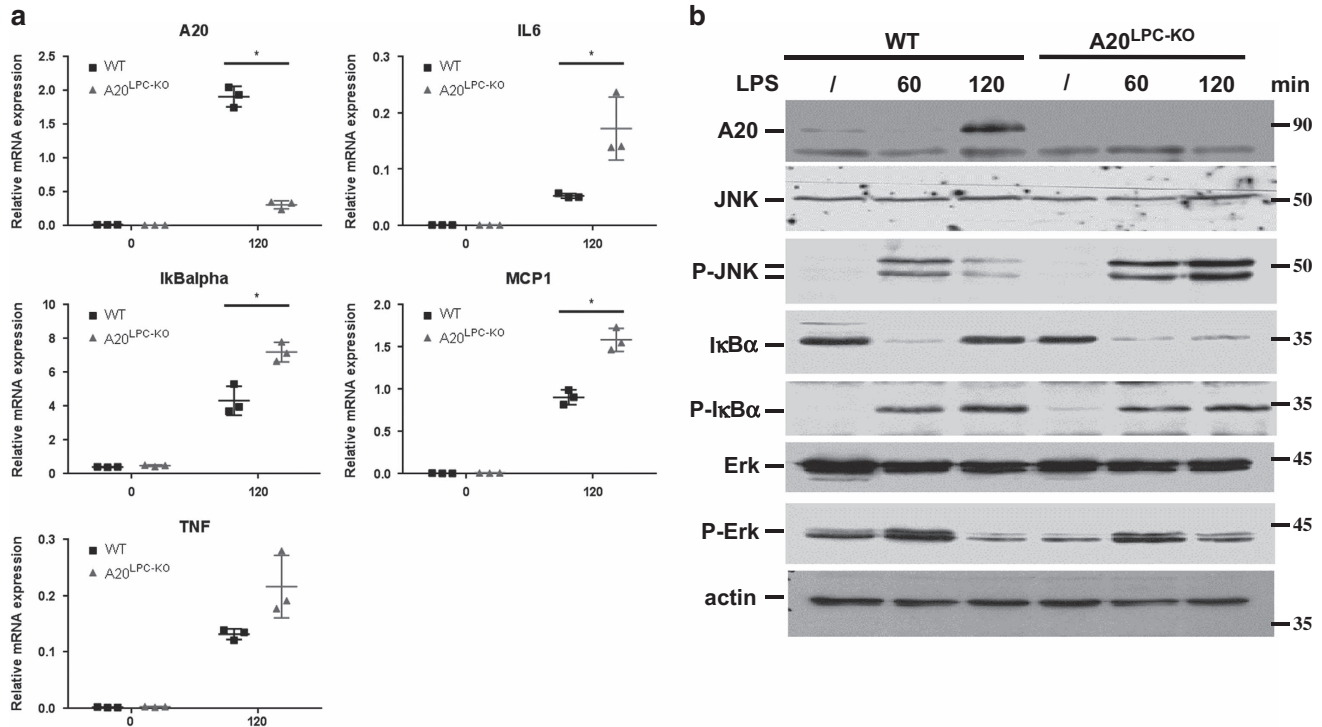 a
A20
Relative mRNA expression
2.5
2.0
1.5
1.0
0.5
0.0
WT
A20LPC-KO
*
0
120
IL6
Relative mRNA expression
0.3
0.2
0.1
0.0
WT
A20LPC-KO
*
0
120
IkBalpha
Relative mRNA expression
10
8
6
4
2
0
WT
A20LPC-KO
*
0
120
MCP1
Relative mRNA expression
2.0
1.5
1.0
0.5
0.0
WT
A20LPC-KO
*
0
120
TNF
Relative mRNA expression
0.3
0.2
0.1
0.0
WT
A20LPC-KO
0
120
b
WT A20LPC-KO
LPS / 60 120 / 60 120 min
A20 90
JNK 50
P-JNK 50
IκBα 35
P-IκBα 35
Erk 45
P-Erk 45
actin
35